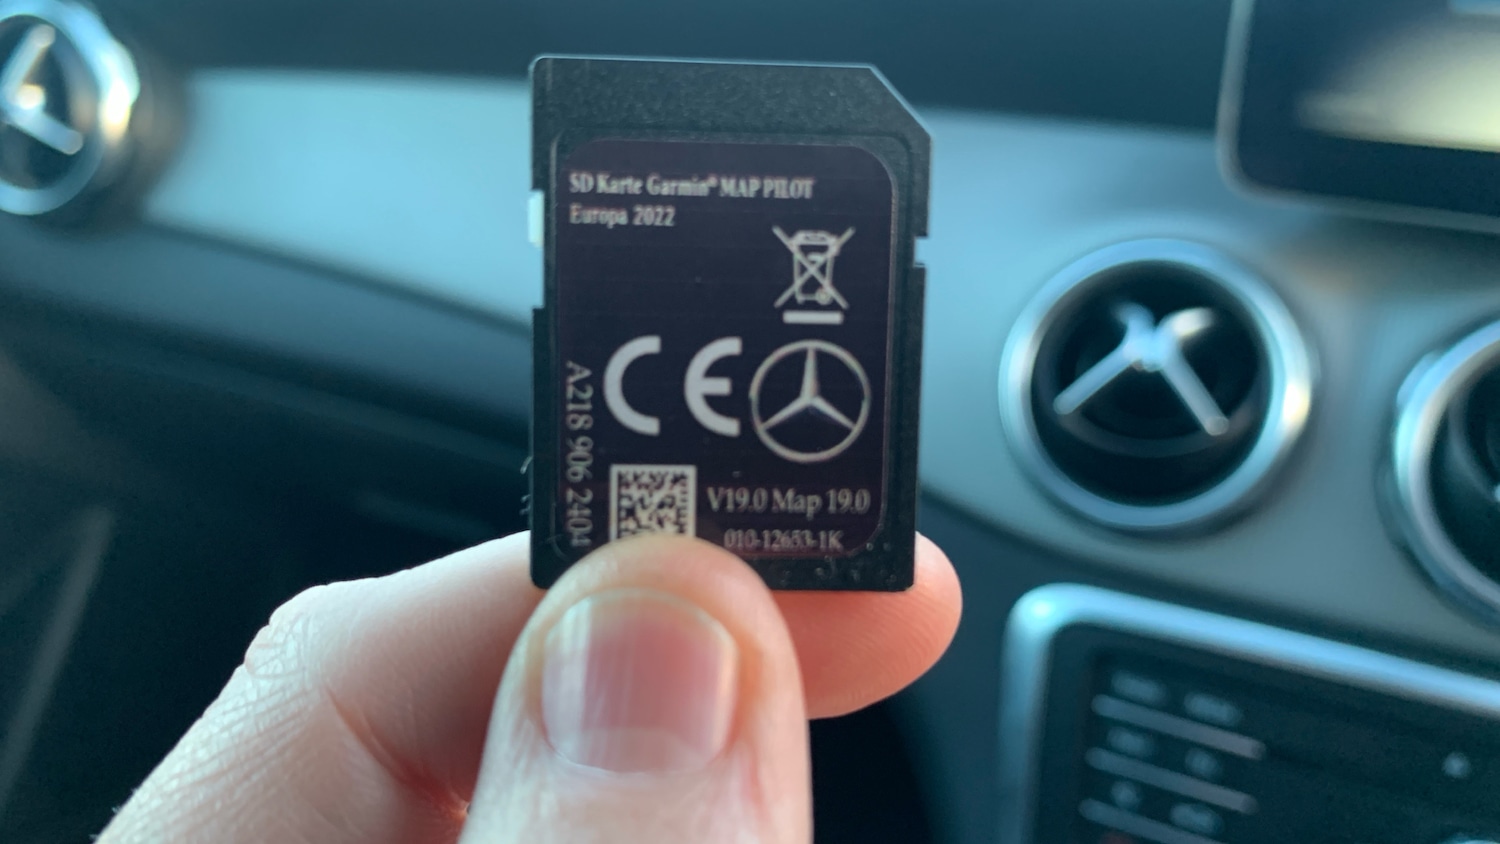 SD Karte Garmin® MAP PILOT
Europa 2022
CE
A218 906 2404
V19.0 Map 19.0
010-12653-1K